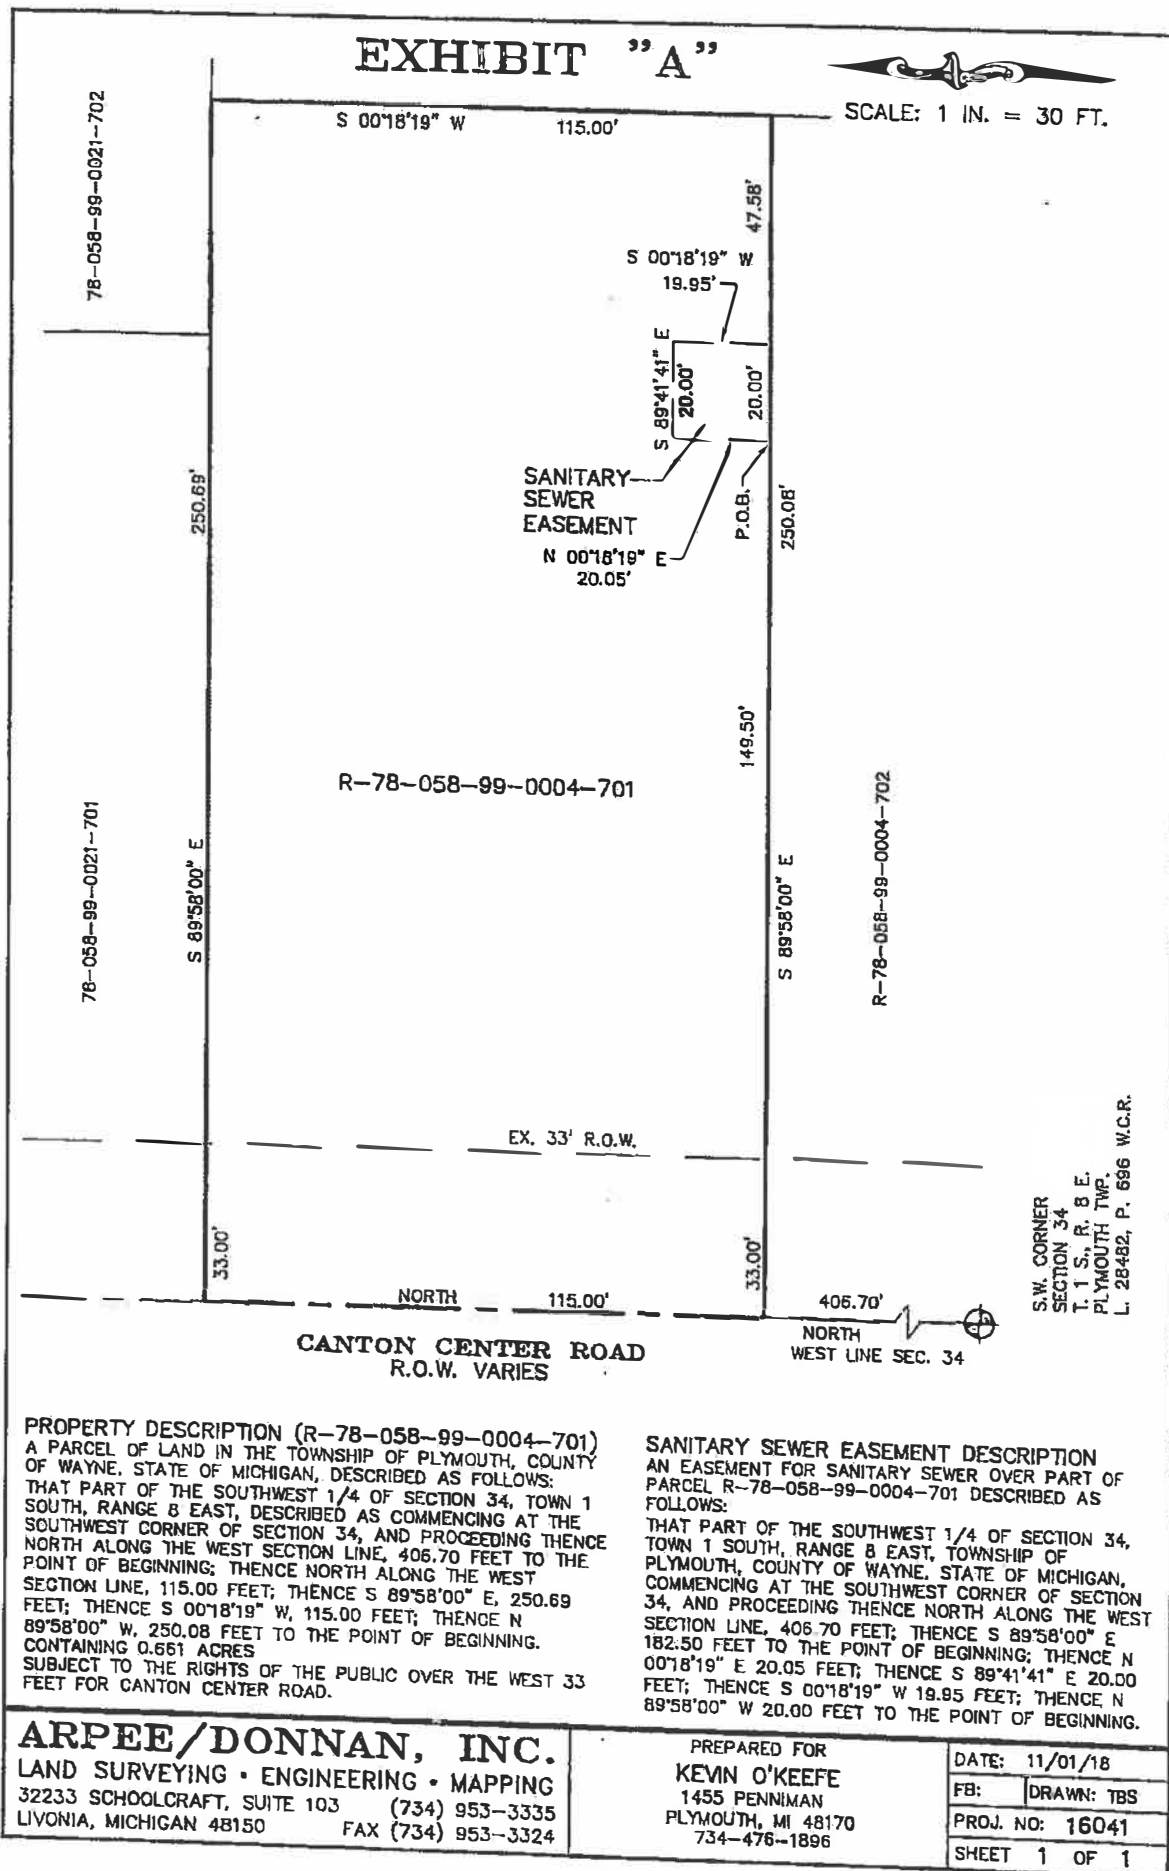 EXHIBIT "A"
SCALE: 1 IN. = 30 FT.
S 00°18'19" W 115.00'
78-058-99-0021-702
47.58'
S 00°18'19" W
19.95'
S 89°41'41" E
20.00'
20.00'
SANITARY
SEWER
EASEMENT
P.O.B.
N 00°18'19" E
20.05'
250.69'
250.08'
149.50'
R-78-058-99-0004-701
78-058-99-0021-701
S 89°58'00" E
S 89°58'00" E
R-78-058-99-0004-702
EX. 33' R.O.W.
33.00'
33.00'
S.W. CORNER
SECTION 34
T. 1 S., R. 8 E.
PLYMOUTH TWP.
L. 28482, P. 696 W.C.R.
NORTH 115.00'
406.70'
NORTH
WEST LINE SEC. 34
CANTON CENTER ROAD
R.O.W. VARIES
PROPERTY DESCRIPTION (R-78-058-99-0004-701)
A PARCEL OF LAND IN THE TOWNSHIP OF PLYMOUTH, COUNTY
OF WAYNE, STATE OF MICHIGAN, DESCRIBED AS FOLLOWS:
THAT PART OF THE SOUTHWEST 1/4 OF SECTION 34, TOWN 1
SOUTH, RANGE 8 EAST, DESCRIBED AS COMMENCING AT THE
SOUTHWEST CORNER OF SECTION 34, AND PROCEEDING THENCE
NORTH ALONG THE WEST SECTION LINE, 406.70 FEET TO THE
POINT OF BEGINNING; THENCE NORTH ALONG THE WEST
SECTION LINE, 115.00 FEET; THENCE S 89°58'00" E, 250.69
FEET; THENCE S 00°18'19" W, 115.00 FEET; THENCE N
89°58'00" W, 250.08 FEET TO THE POINT OF BEGINNING.
CONTAINING 0.661 ACRES
SUBJECT TO THE RIGHTS OF THE PUBLIC OVER THE WEST 33
FEET FOR CANTON CENTER ROAD.
SANITARY SEWER EASEMENT DESCRIPTION
AN EASEMENT FOR SANITARY SEWER OVER PART OF
PARCEL R-78-058-99-0004-701 DESCRIBED AS
FOLLOWS:
THAT PART OF THE SOUTHWEST 1/4 OF SECTION 34,
TOWN 1 SOUTH, RANGE 8 EAST, TOWNSHIP OF
PLYMOUTH, COUNTY OF WAYNE, STATE OF MICHIGAN,
COMMENCING AT THE SOUTHWEST CORNER OF SECTION
34, AND PROCEEDING THENCE NORTH ALONG THE WEST
SECTION LINE, 406.70 FEET; THENCE S 89°58'00" E
182.50 FEET TO THE POINT OF BEGINNING; THENCE N
00°18'19" E 20.05 FEET; THENCE S 89°41'41" E 20.00
FEET; THENCE S 00°18'19" W 19.95 FEET; THENCE N
89°58'00" W 20.00 FEET TO THE POINT OF BEGINNING.
ARPEE/DONNAN, INC.
LAND SURVEYING • ENGINEERING • MAPPING
32233 SCHOOLCRAFT, SUITE 103 (734) 953-3335
LIVONIA, MICHIGAN 48150 FAX (734) 953-3324
PREPARED FOR
KEVIN O'KEEFE
1455 PENNIMAN
PLYMOUTH, MI 48170
734-476-1896
DATE: 11/01/18
FB: DRAWN: TBS
PROJ. NO: 16041
SHEET 1 OF 1